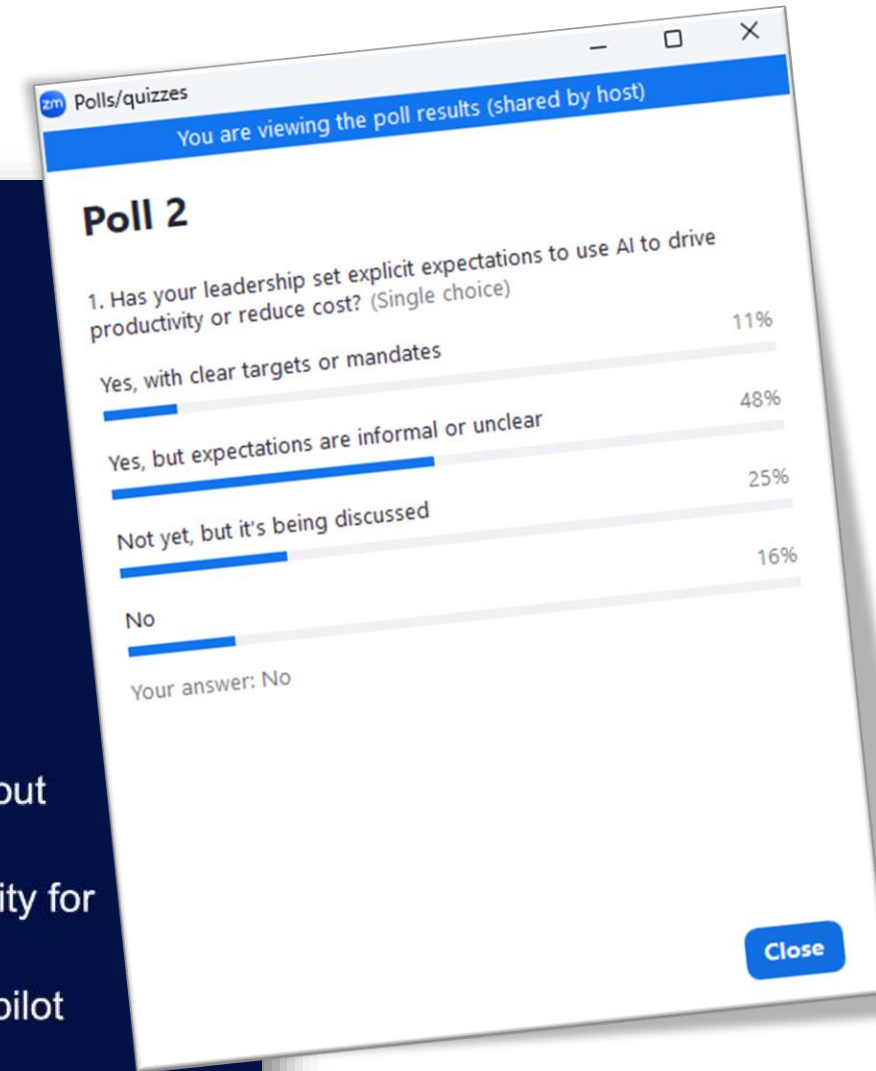 zm Polls/quizzes
You are viewing the poll results (shared by host)
Poll 2
1. Has your leadership set explicit expectations to use AI to drive
productivity or reduce cost? (Single choice)
Yes, with clear targets or mandates 11%
Yes, but expectations are informal or unclear 48%
Not yet, but it's being discussed 25%
No 16%
Your answer: No
for
Close